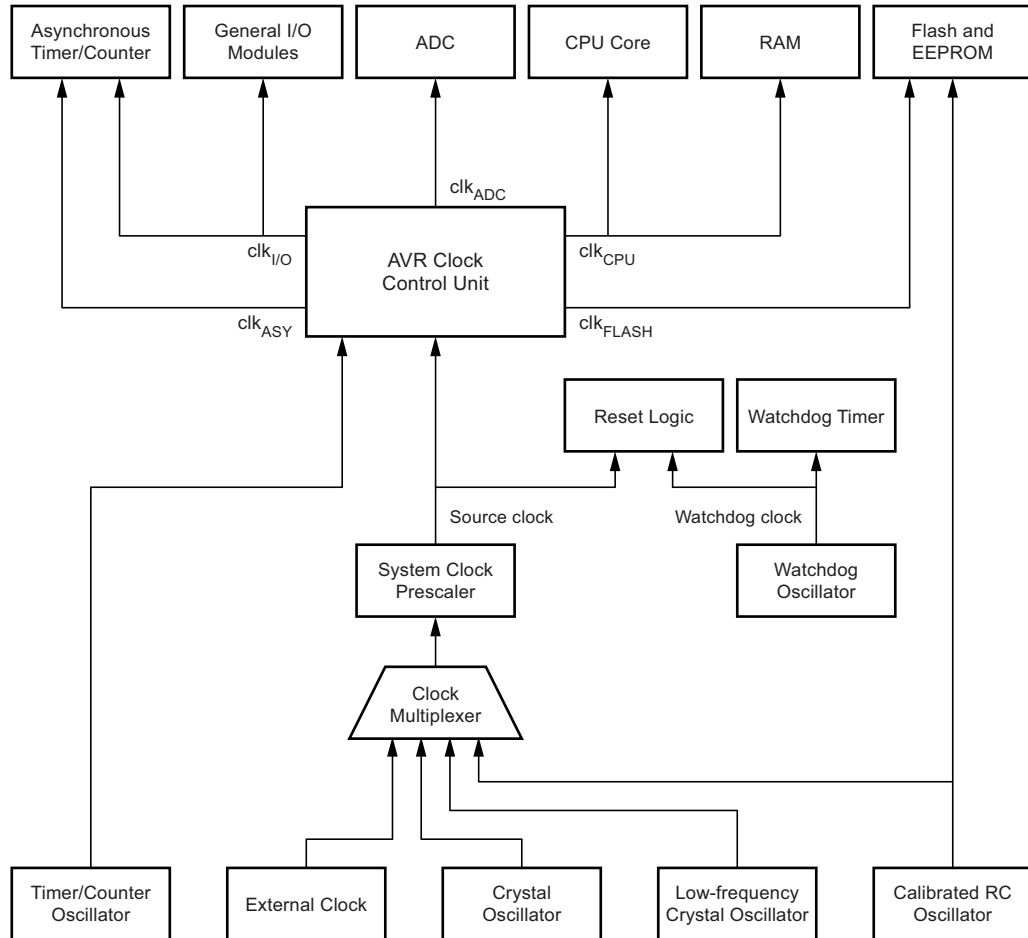 Asynchronous
Timer/Counter
General I/O
Modules
ADC
CPU Core
RAM
Flash and
EEPROM
clkADC
clkI/O
clkCPU
AVR Clock
Control Unit
clkASY
clkFLASH
Reset Logic
Watchdog Timer
Source clock
Watchdog clock
System Clock
Prescaler
Watchdog
Oscillator
Clock
Multiplexer
Timer/Counter
Oscillator
External Clock
Crystal
Oscillator
Low-frequency
Crystal Oscillator
Calibrated RC
Oscillator